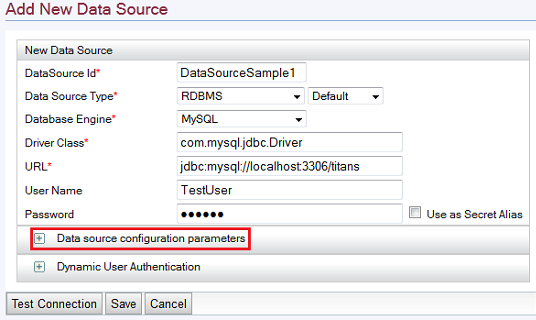 Add New Data Source
New Data Source
DataSource Id* DataSourceSample1
Data Source Type* RDBMS Default
Database Engine* MySQL
Driver Class* com.mysql.jdbc.Driver
URL* jdbc:mysql://localhost:3306/titans
User Name TestUser
Password •••••• Use as Secret Alias
Data source configuration parameters
Dynamic User Authentication
Test Connection Save Cancel